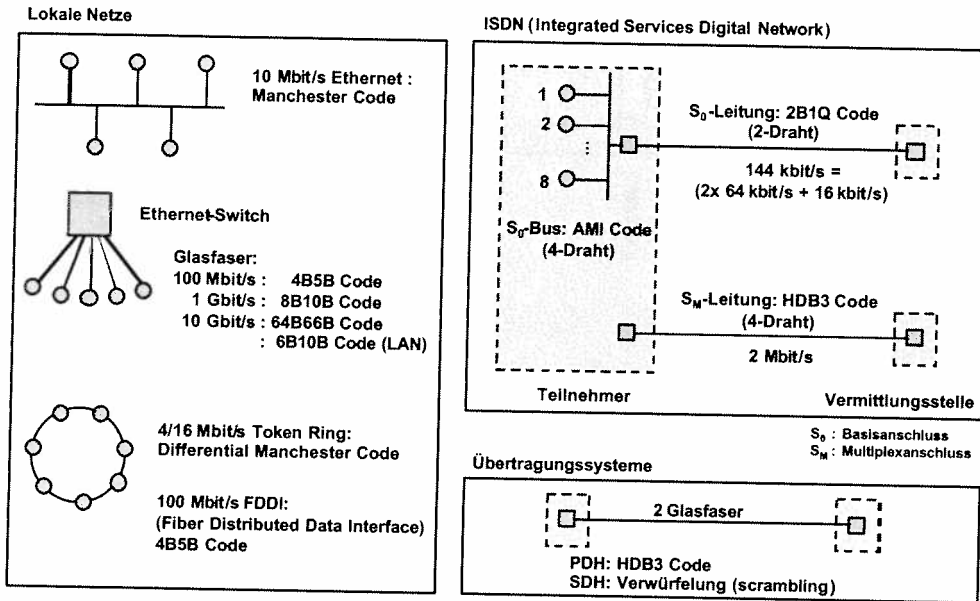 Lokale Netze
10 Mbit/s Ethernet :
Manchester Code
Ethernet-Switch
Glasfaser:
100 Mbit/s : 4B5B Code
1 Gbit/s : 8B10B Code
10 Gbit/s : 64B66B Code
: 6B10B Code (LAN)
4/16 Mbit/s Token Ring:
Differential Manchester Code
100 Mbit/s FDDI:
(Fiber Distributed Data Interface)
4B5B Code
ISDN (Integrated Services Digital Network)
1
2
⋮
8
S₀-Bus: AMI Code
(4-Draht)
S₀-Leitung: 2B1Q Code
(2-Draht)
144 kbit/s =
(2x 64 kbit/s + 16 kbit/s)
S_M-Leitung: HDB3 Code
(4-Draht)
2 Mbit/s
Teilnehmer
Vermittlungsstelle
S₀ : Basisanschluss
S_M : Multiplexanschluss
Übertragungssysteme
2 Glasfaser
PDH: HDB3 Code
SDH: Verwürfelung (scrambling)